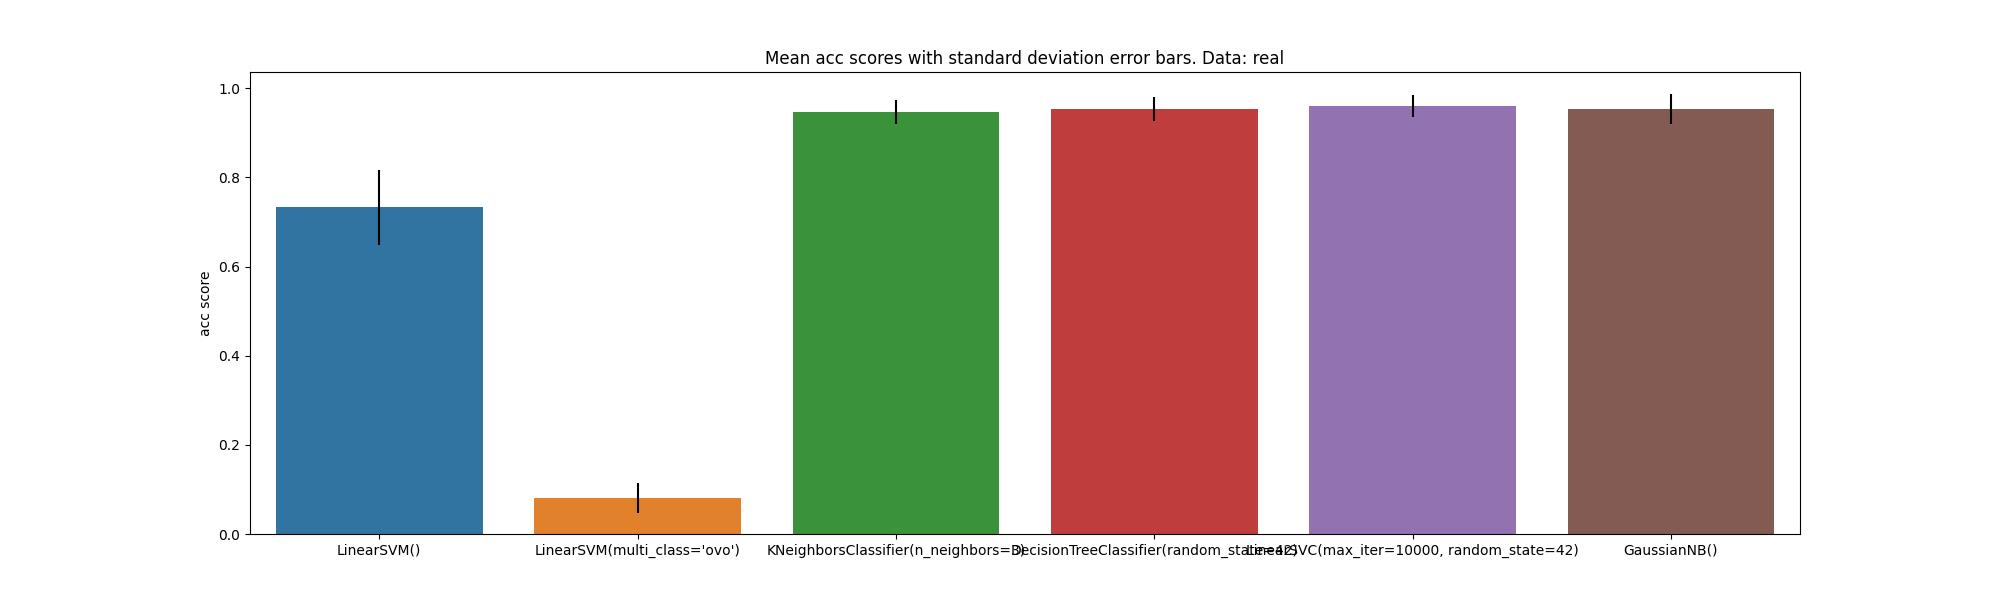 Mean acc scores with standard deviation error bars. Data: real
1.0
0.8
0.6
0.4
0.2
0.0
acc score
LinearSVM()
LinearSVM(multi_class='ovo')
KNeighborsClassifier(n_neighbors=3)
DecisionTreeClassifier(random_state=42)
LinearSVC(max_iter=10000, random_state=42)
GaussianNB()